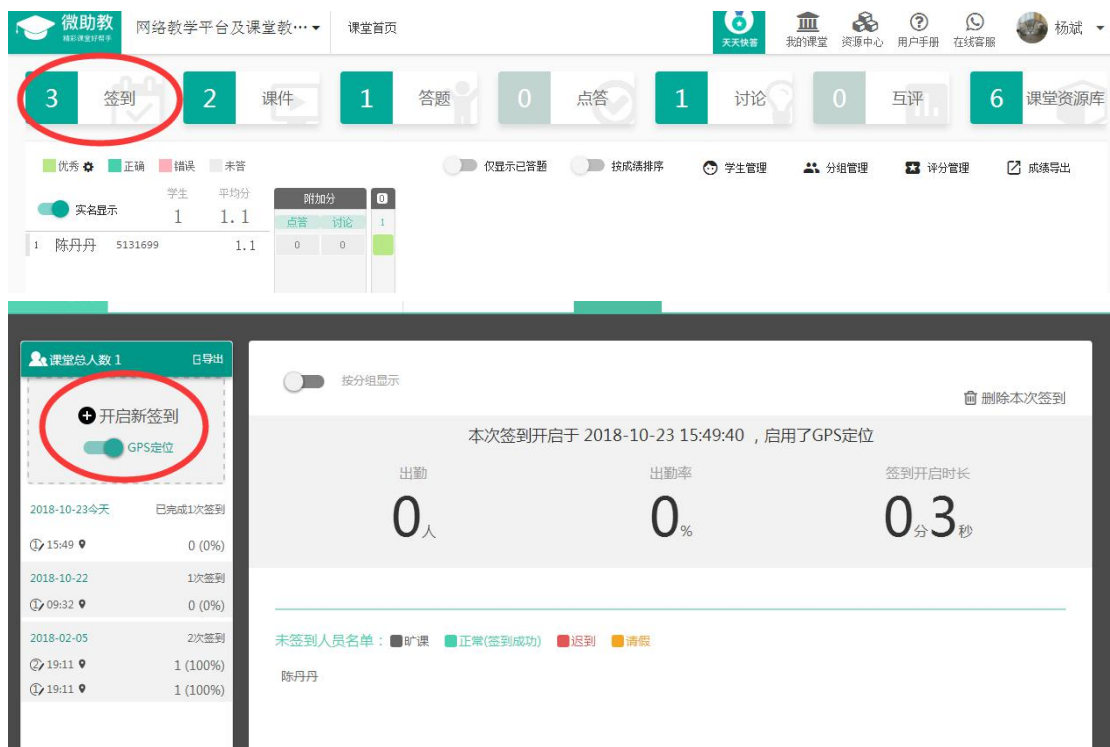 微助教 网络教学平台及课堂教… 课堂首页 天天快答 我的课堂 资源中心 用户手册 在线客服 杨斌
精彩课堂好帮手
3 签到 2 课件 1 答题 0 点答 1 讨论 0 互评 6 课堂资源库
优秀 正确 错误 未答 仅显示已答题 按成绩排序 学生管理 分组管理 评分管理 成绩导出
学生 平均分 附加分 0
实名显示 1 1.1 点答 讨论 1
1 陈丹丹 5131699 1.1 0 0
课堂总人数 1 导出
按分组显示
开启新签到 删除本次签到
GPS定位
本次签到开启于 2018-10-23 15:49:40 ，启用了GPS定位
出勤 出勤率 签到开启时长
0人 0% 0分3秒
2018-10-23今天 已完成1次签到
① 15:49 0 (0%)
2018-10-22 1次签到
① 09:32 0 (0%)
2018-02-05 2次签到
② 19:11 1 (100%)
① 19:11 1 (100%)
未签到人员名单： 旷课 正常(签到成功) 迟到 请假
陈丹丹